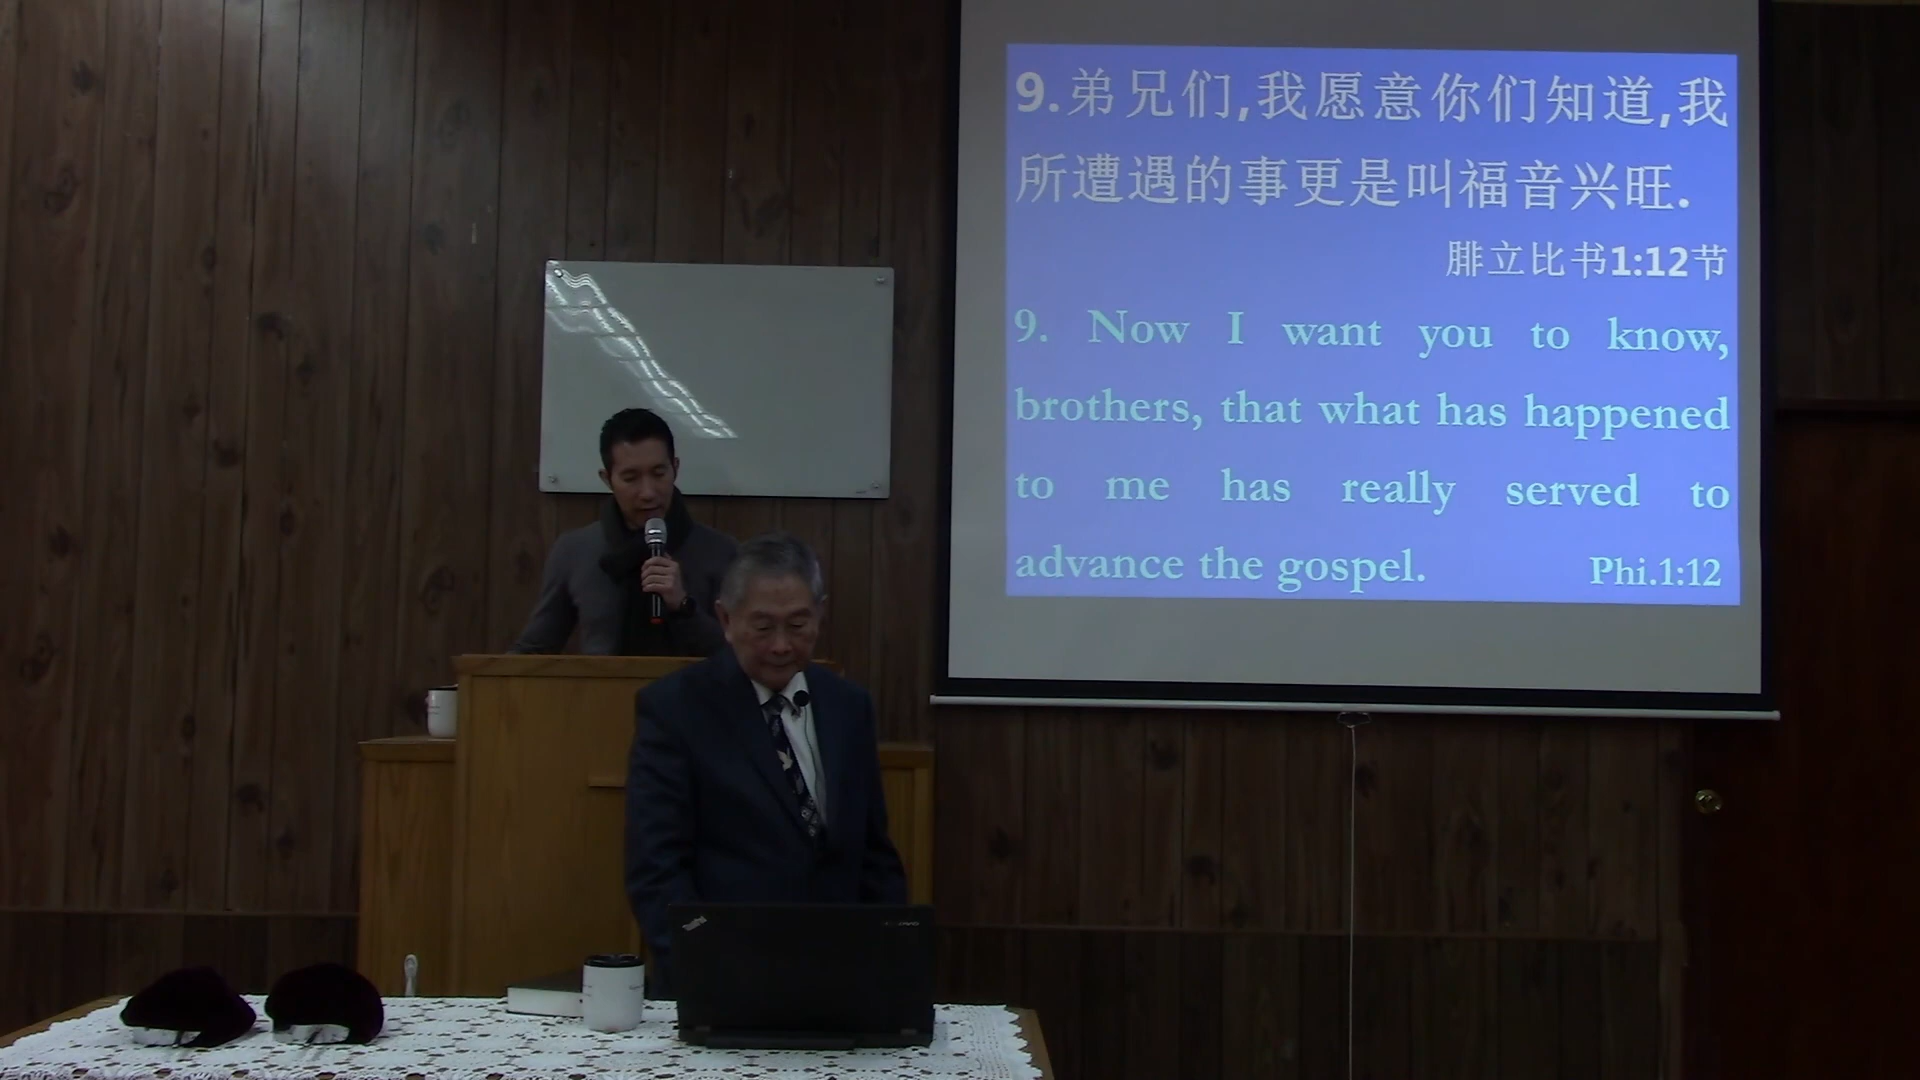 9.弟兄们,我愿意你们知道,我
所遭遇的事更是叫福音兴旺.
腓立比书1:12节
9. Now I want you to know,
brothers, that what has happened
to me has really served to
advance the gospel. Phi.1:12
ThinkPad
lenovo